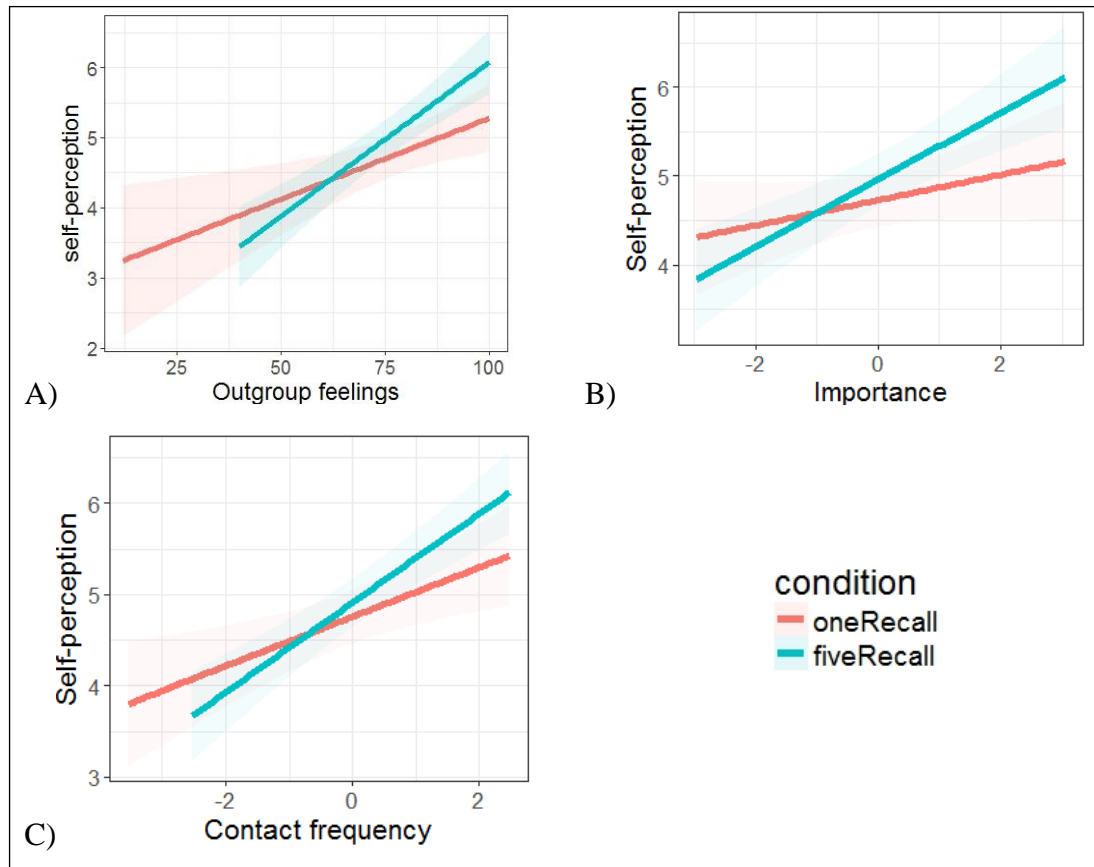 self-perception
6
5
4
3
2
25
50
75
100
Outgroup feelings
A)
Self-perception
6
5
4
-2
0
2
Importance
B)
Self-perception
6
5
4
3
-2
0
2
Contact frequency
C)
condition
oneRecall
fiveRecall